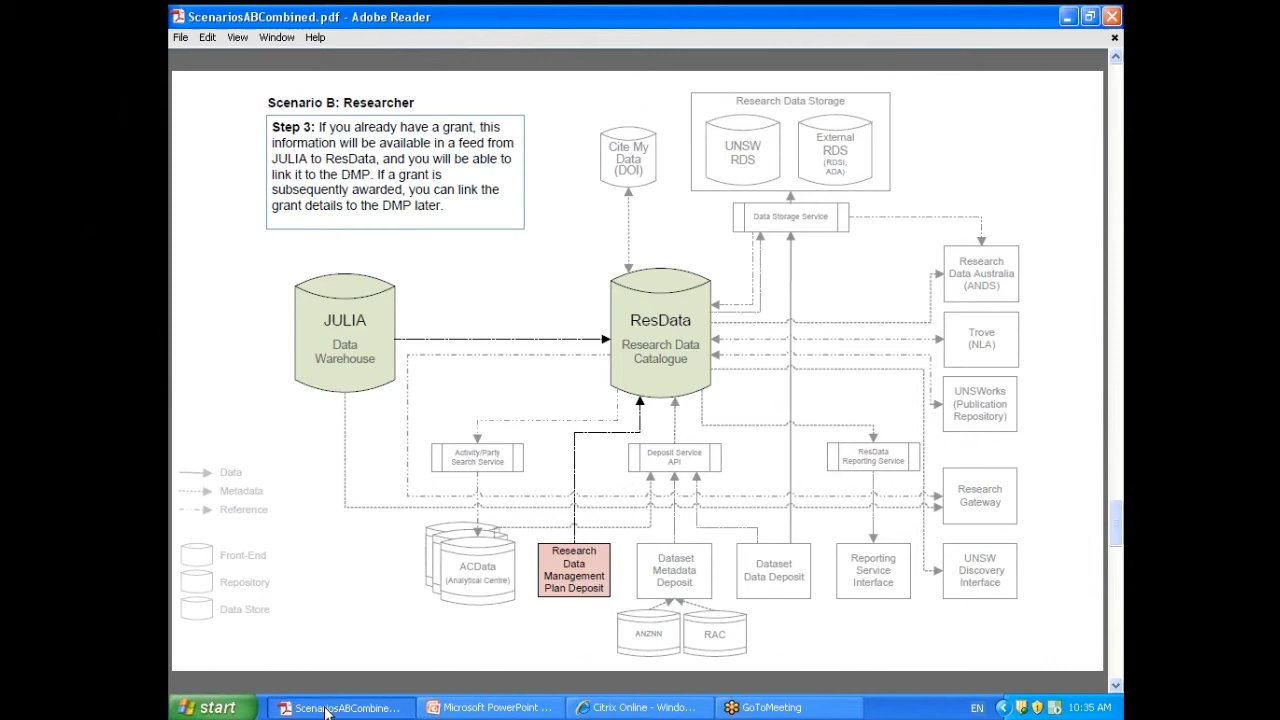 ScenariosABCombined.pdf - Adobe Reader
File Edit View Window Help
Scenario B: Researcher
Step 3: If you already have a grant, this
information will be available in a feed from
JULIA to ResData, and you will be able to
link it to the DMP. If a grant is
subsequently awarded, you can link the
grant details to the DMP later.
Cite My
Data
(DOI)
Research Data Storage
UNSW
RDS
External
RDS
(RDSI,
ADA)
Data Storage Service
JULIA
Data
Warehouse
ResData
Research Data
Catalogue
Research
Data Australia
(ANDS)
Trove
(NLA)
UNSWorks
(Publication
Repository)
Activity/Party
Search Service
Deposit Service
API
ResData
Reporting Service
Research
Gateway
Data
Metadata
Reference
Front-End
Repository
Data Store
ACData
(Analytical Centre)
Research
Data
Management
Plan Deposit
Dataset
Metadata
Deposit
Dataset
Data Deposit
Reporting
Service
Interface
UNSW
Discovery
Interface
ANZNN
RAC
start
ScenariosABCombine...
Microsoft PowerPoint ...
Citrix Online - Windo...
GoToMeeting
EN
10:35 AM